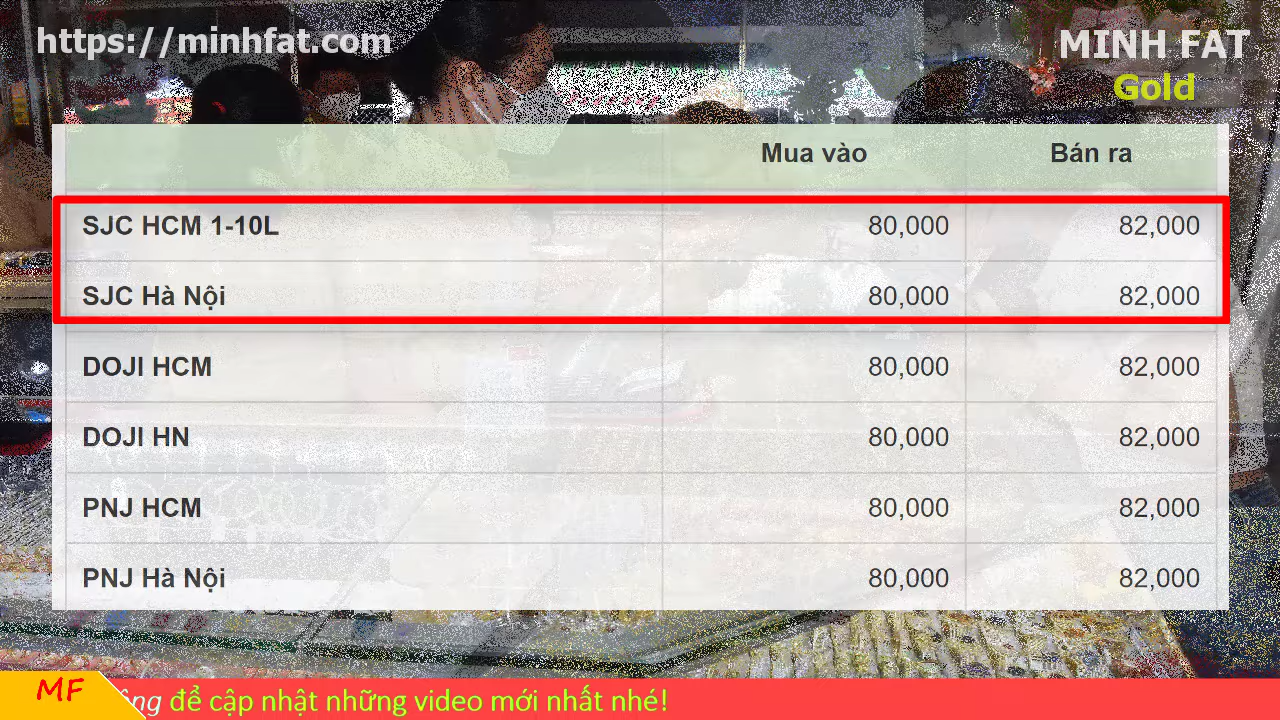 https://minhfat.com
MINH FAT
Gold
Mua vào Bán ra
SJC HCM 1-10L 80,000 82,000
SJC Hà Nội 80,000 82,000
DOJI HCM 80,000 82,000
DOJI HN 80,000 82,000
PNJ HCM 80,000 82,000
PNJ Hà Nội 80,000 82,000
MF để cập nhật những video mới nhất nhé!